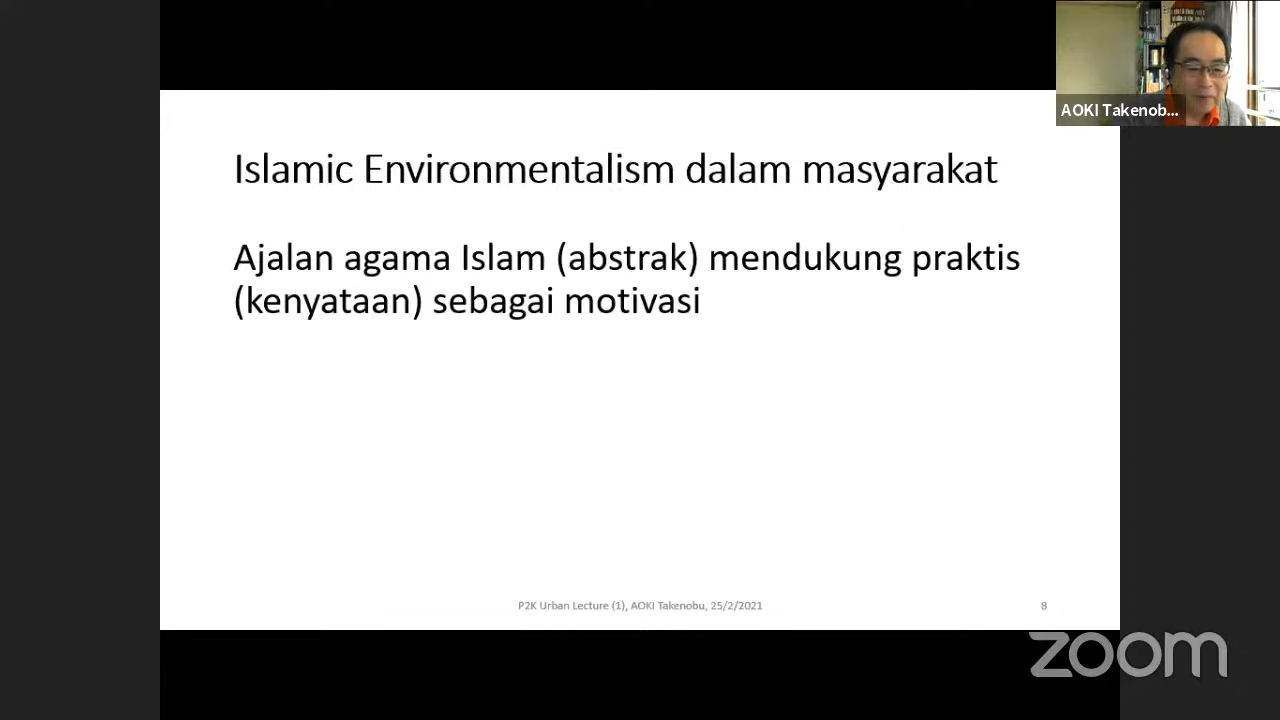 AOKI Takenob...
Islamic Environmentalism dalam masyarakat
Ajalan agama Islam (abstrak) mendukung praktis
(kenyataan) sebagai motivasi
P2K Urban Lecture (1), AOKI Takenobu, 25/2/2021
8
zoom